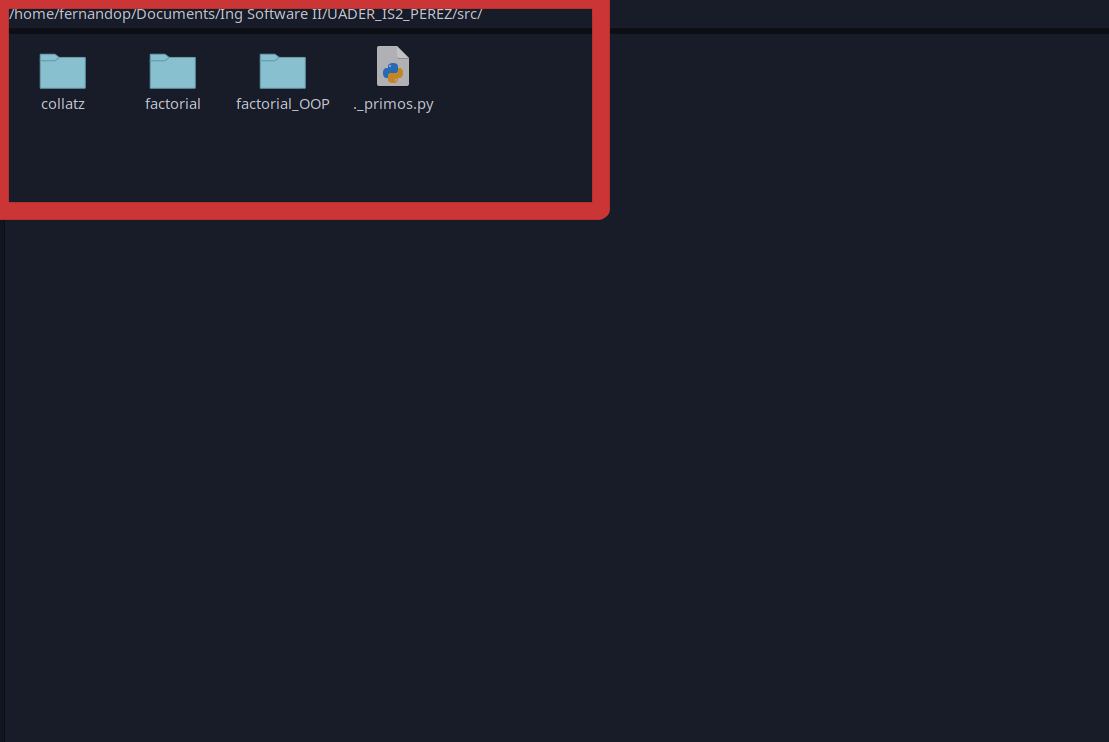 /home/fernandop/Documents/Ing Software II/UADER_IS2_PEREZ/src/
collatz factorial factorial_OOP ._primos.py